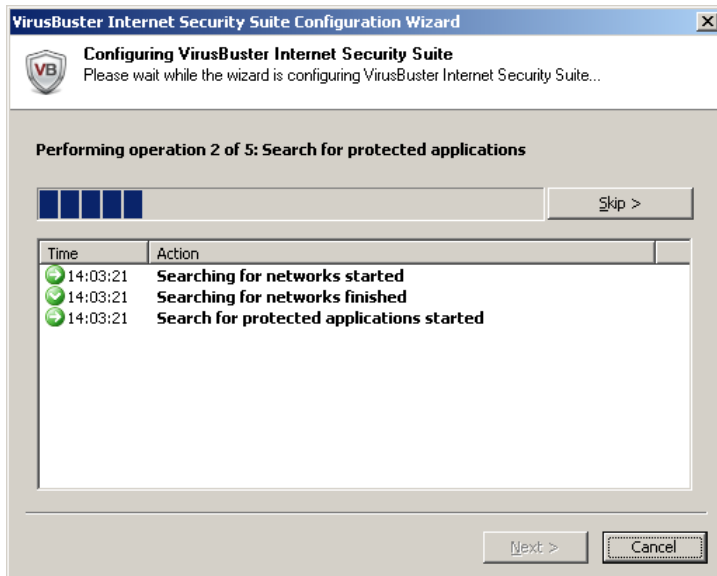 VirusBuster Internet Security Suite Configuration Wizard
VB
Configuring VirusBuster Internet Security Suite
Please wait while the wizard is configuring VirusBuster Internet Security Suite...
Performing operation 2 of 5: Search for protected applications
Skip >
Time Action
14:03:21 Searching for networks started
14:03:21 Searching for networks finished
14:03:21 Search for protected applications started
Next > Cancel